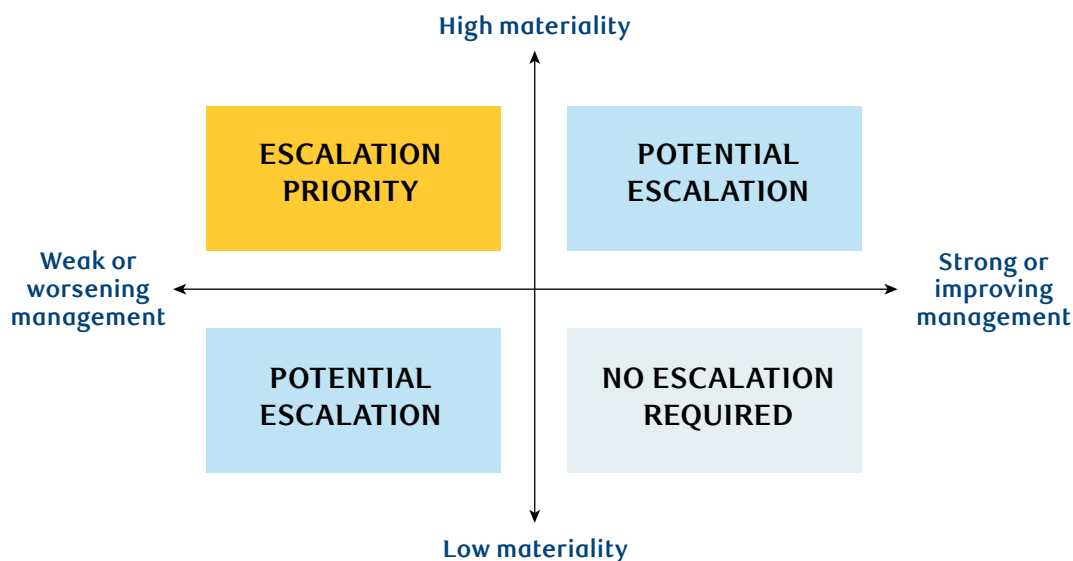 High materiality
ESCALATION
PRIORITY
POTENTIAL
ESCALATION
Weak or
worsening
management
Strong or
improving
management
POTENTIAL
ESCALATION
NO ESCALATION
REQUIRED
Low materiality